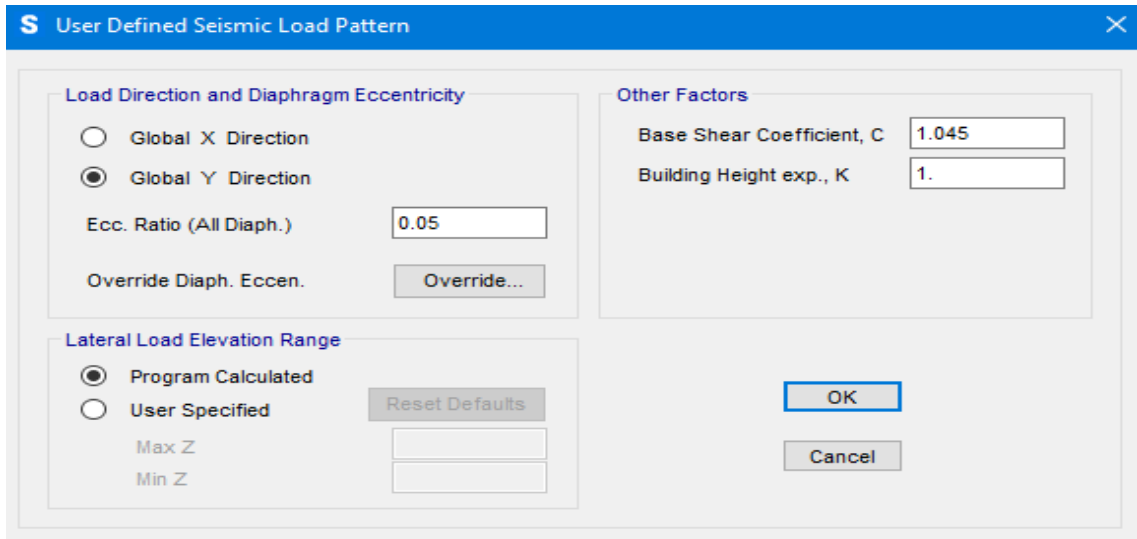 S User Defined Seismic Load Pattern
Load Direction and Diaphragm Eccentricity
Global X Direction
Global Y Direction
Ecc. Ratio (All Diaph.) 0.05
Override Diaph. Eccen. Override...
Other Factors
Base Shear Coefficient, C 1.045
Building Height exp., K 1.
Lateral Load Elevation Range
Program Calculated
User Specified Reset Defaults
Max Z
Min Z
OK
Cancel